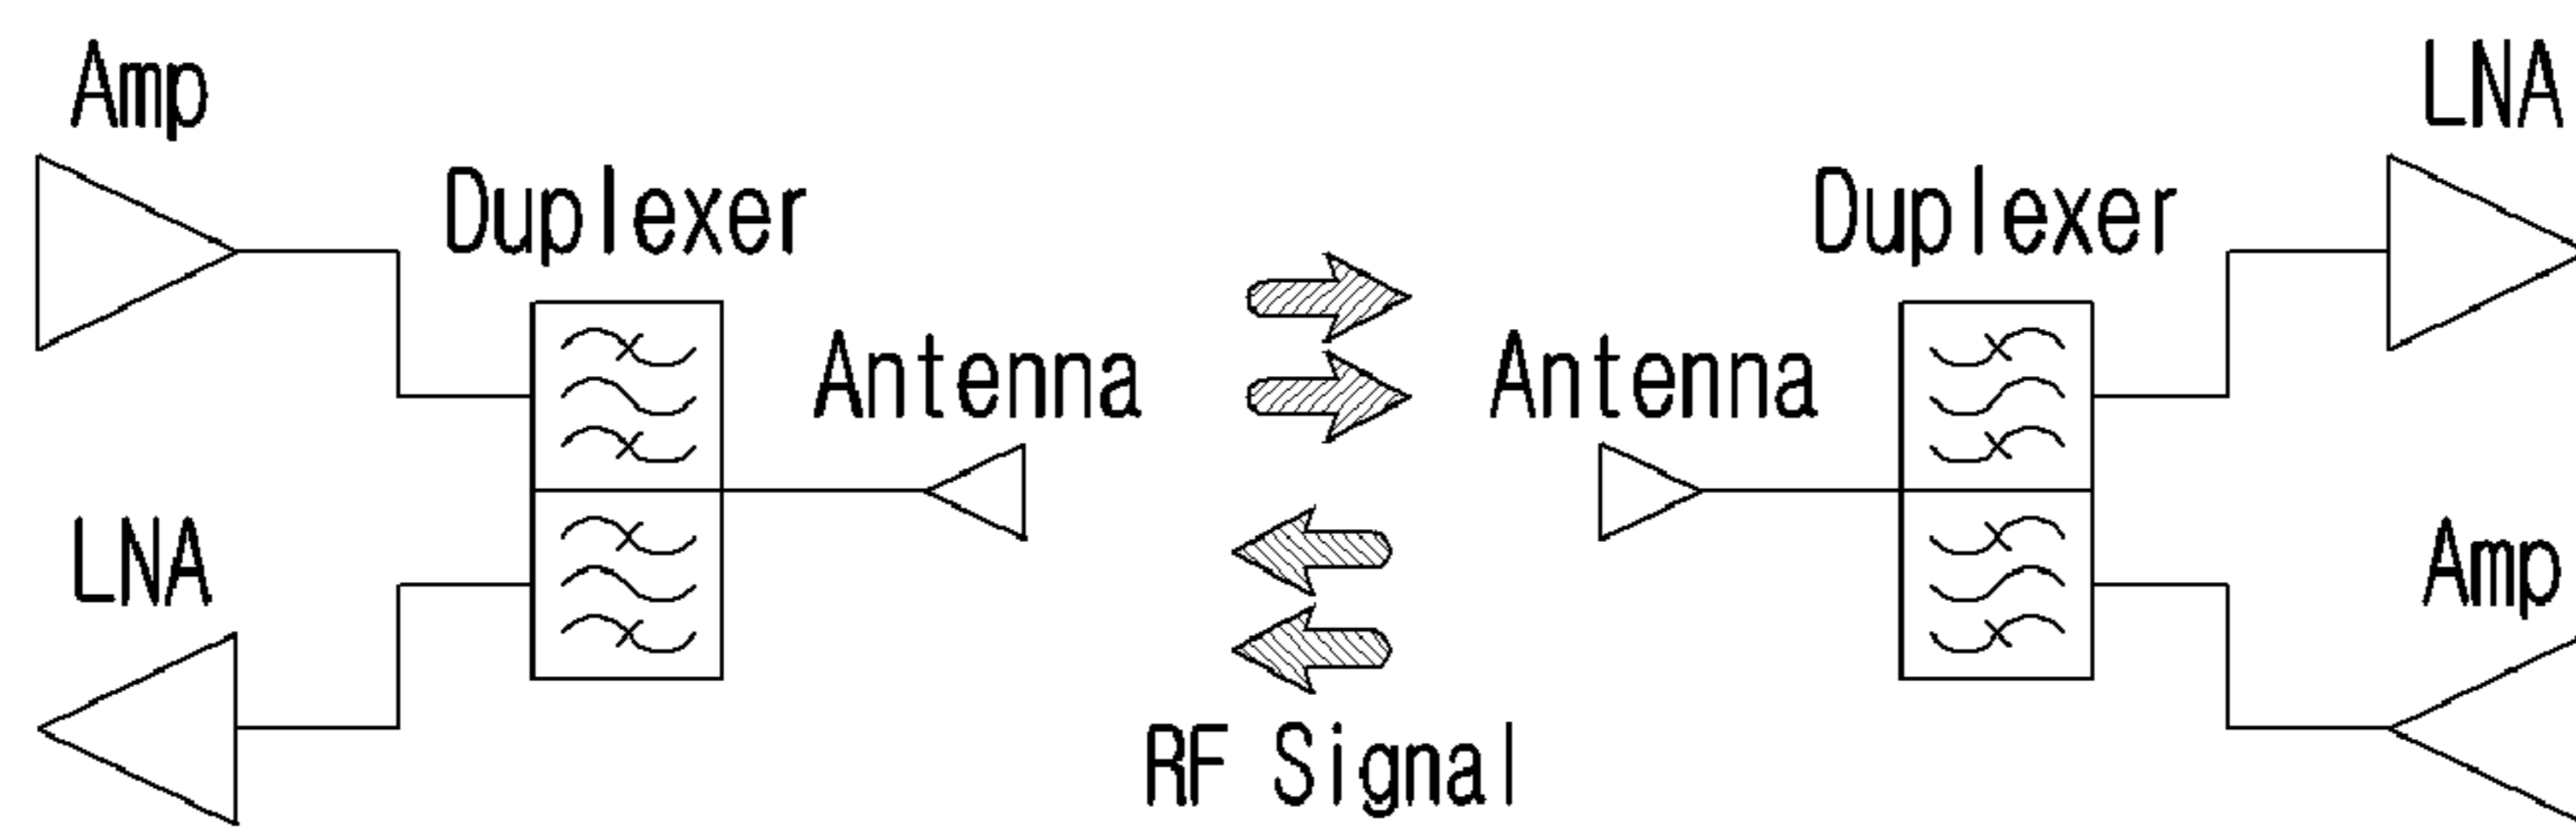 Amp
LNA
Duplexer
Duplexer
Antenna
Antenna
LNA
Amp
RF Signal